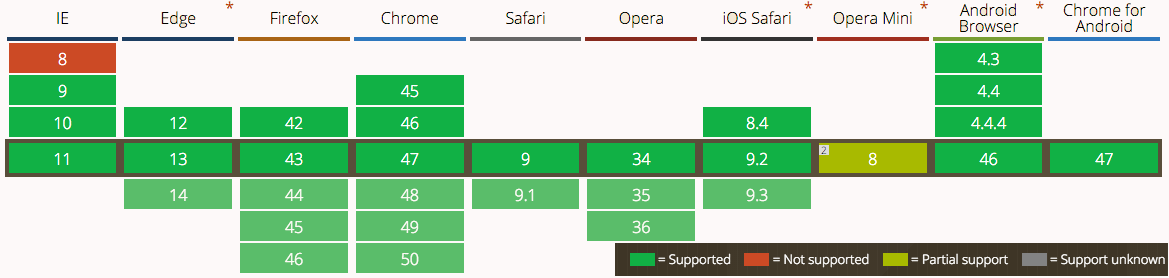 IE Edge * Firefox Chrome Safari Opera iOS Safari * Opera Mini * Android Browser * Chrome for Android
8 4.3
9 45 4.4
10 12 42 46 8.4 4.4.4
11 13 43 47 9 34 9.2 2 8 46 47
14 44 48 9.1 35 9.3
45 49 36
46 50
= Supported = Not supported = Partial support = Support unknown